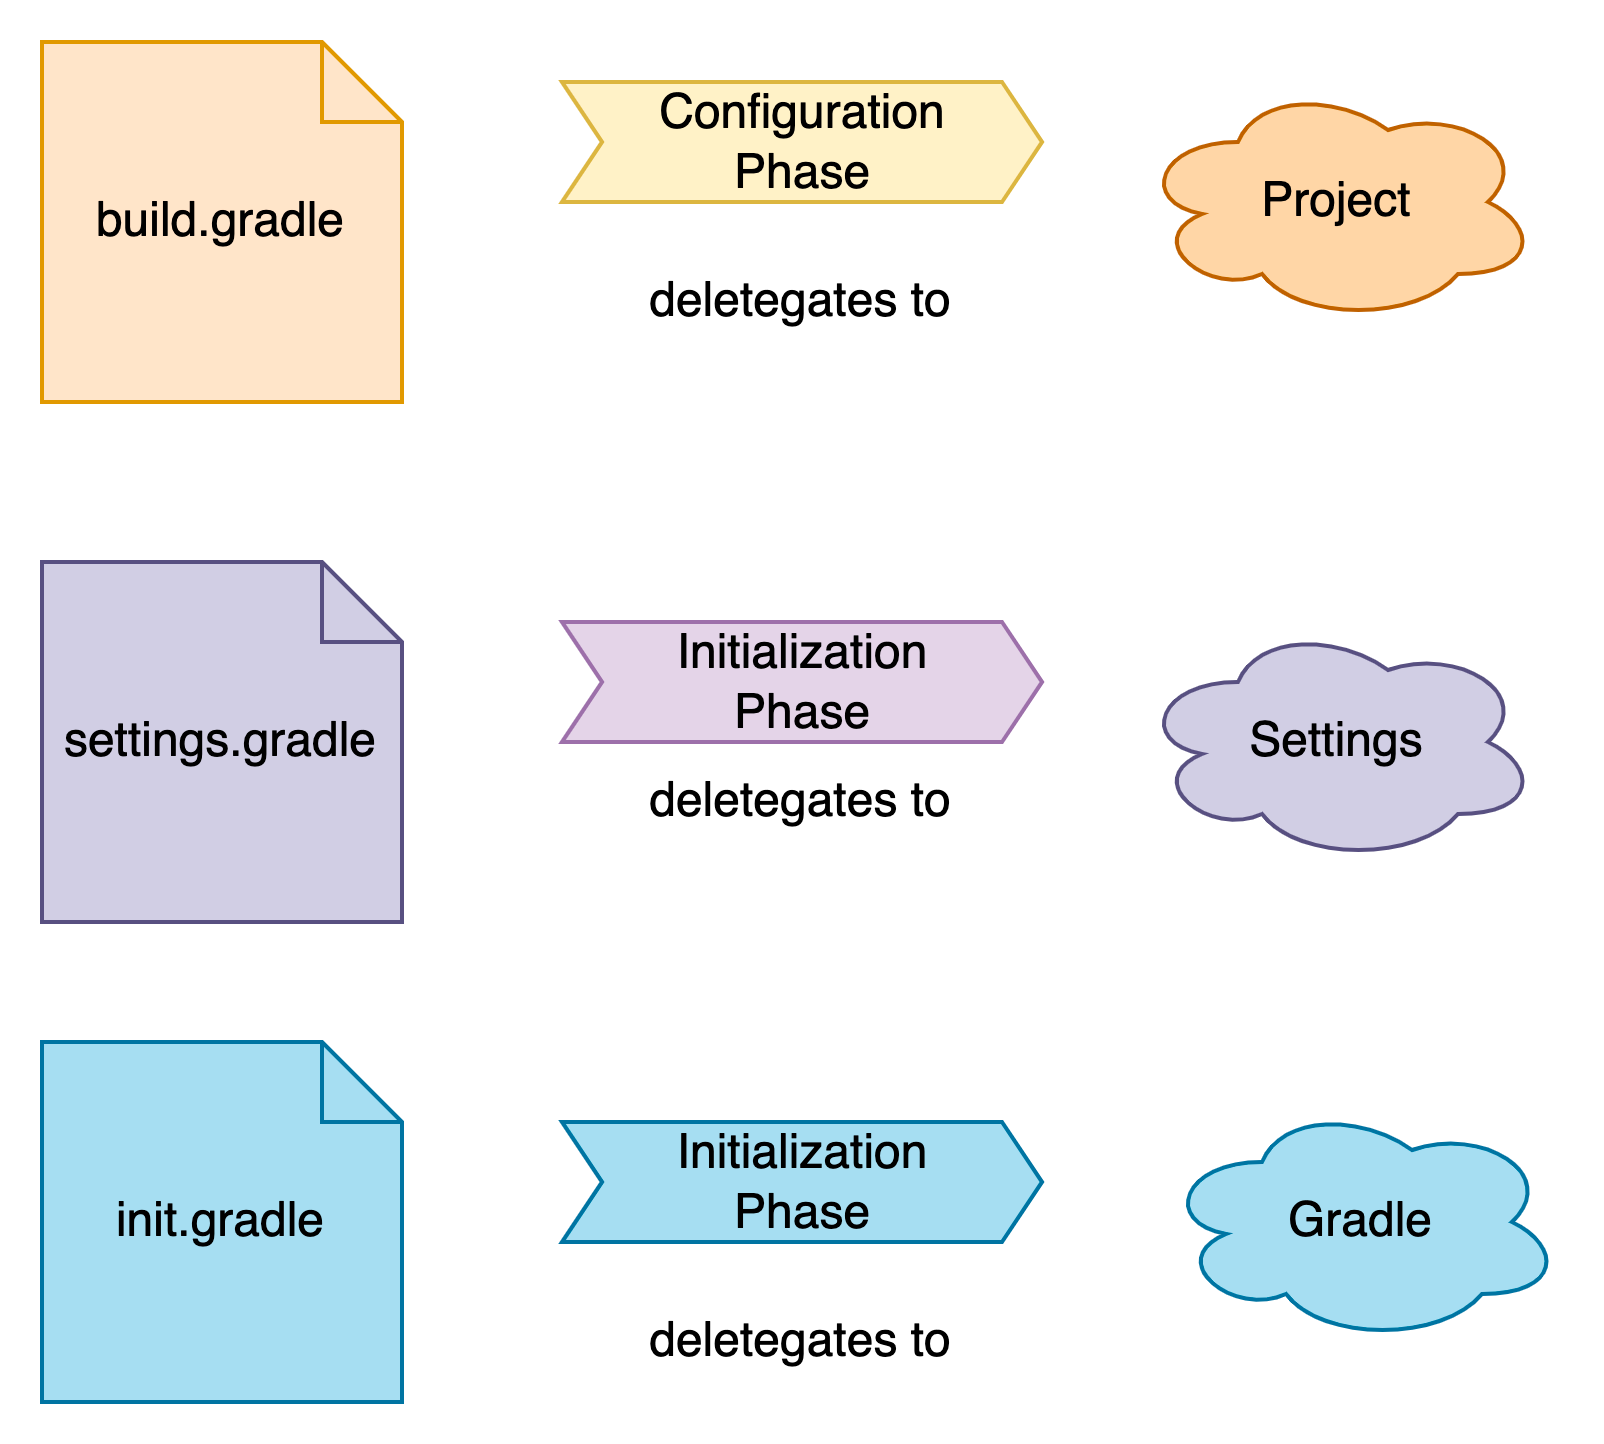 build.gradle
Configuration
Phase
deletegates to
Project
settings.gradle
Initialization
Phase
deletegates to
Settings
init.gradle
Initialization
Phase
deletegates to
Gradle